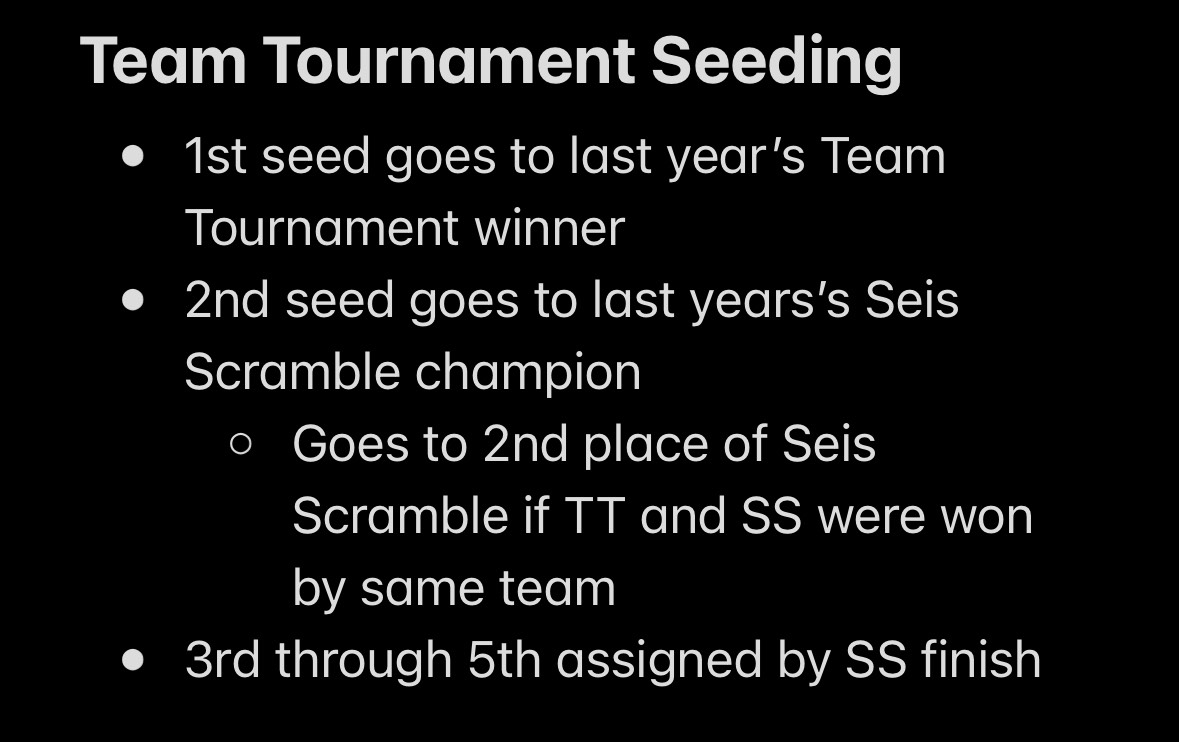 Team Tournament Seeding
• 1st seed goes to last year’s Team
Tournament winner
• 2nd seed goes to last years’s Seis
Scramble champion
○ Goes to 2nd place of Seis
Scramble if TT and SS were won
by same team
• 3rd through 5th assigned by SS finish